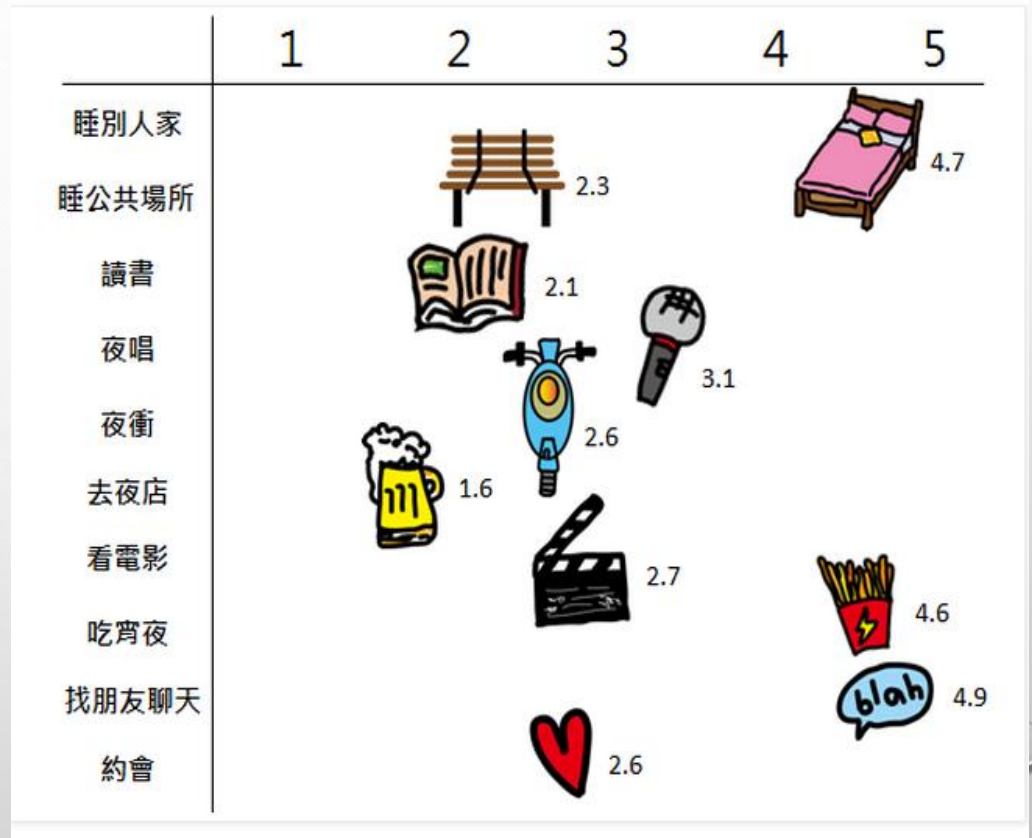 1 2 3 4 5
睡別人家 4.7
睡公共場所 2.3
讀書 2.1
夜唱 3.1
夜衝 2.6
去夜店 1.6
看電影 2.7
吃宵夜 4.6
找朋友聊天 blah 4.9
約會 2.6